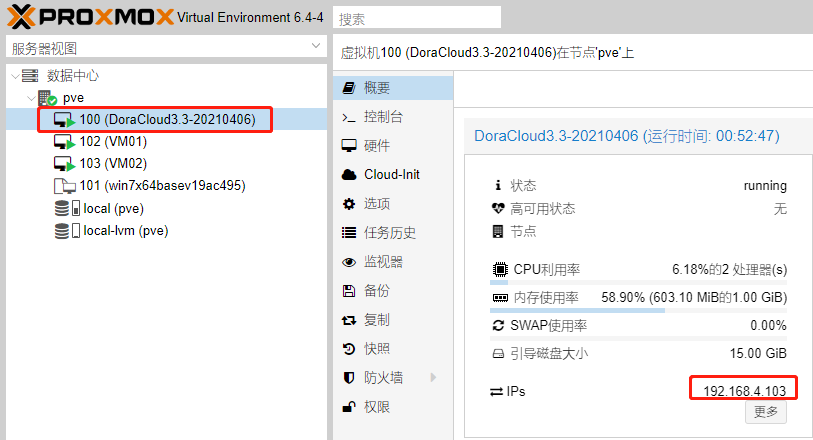 PROXMOX Virtual Environment 6.4-4 搜索
服务器视图
数据中心
pve
100 (DoraCloud3.3-20210406)
102 (VM01)
103 (VM02)
101 (win7x64basev19ac495)
local (pve)
local-lvm (pve)
虚拟机100 (DoraCloud3.3-20210406)在节点'pve'上
概要
控制台
硬件
Cloud-Init
选项
任务历史
监视器
备份
复制
快照
防火墙
权限
DoraCloud3.3-20210406 (运行时间: 00:52:47)
状态 running
高可用状态 无
节点
CPU利用率 6.18%的2 处理器(s)
内存使用率 58.90% (603.10 MiB的1.00 GiB)
SWAP使用率 0.00%
引导磁盘大小 15.00 GiB
IPs 192.168.4.103
更多